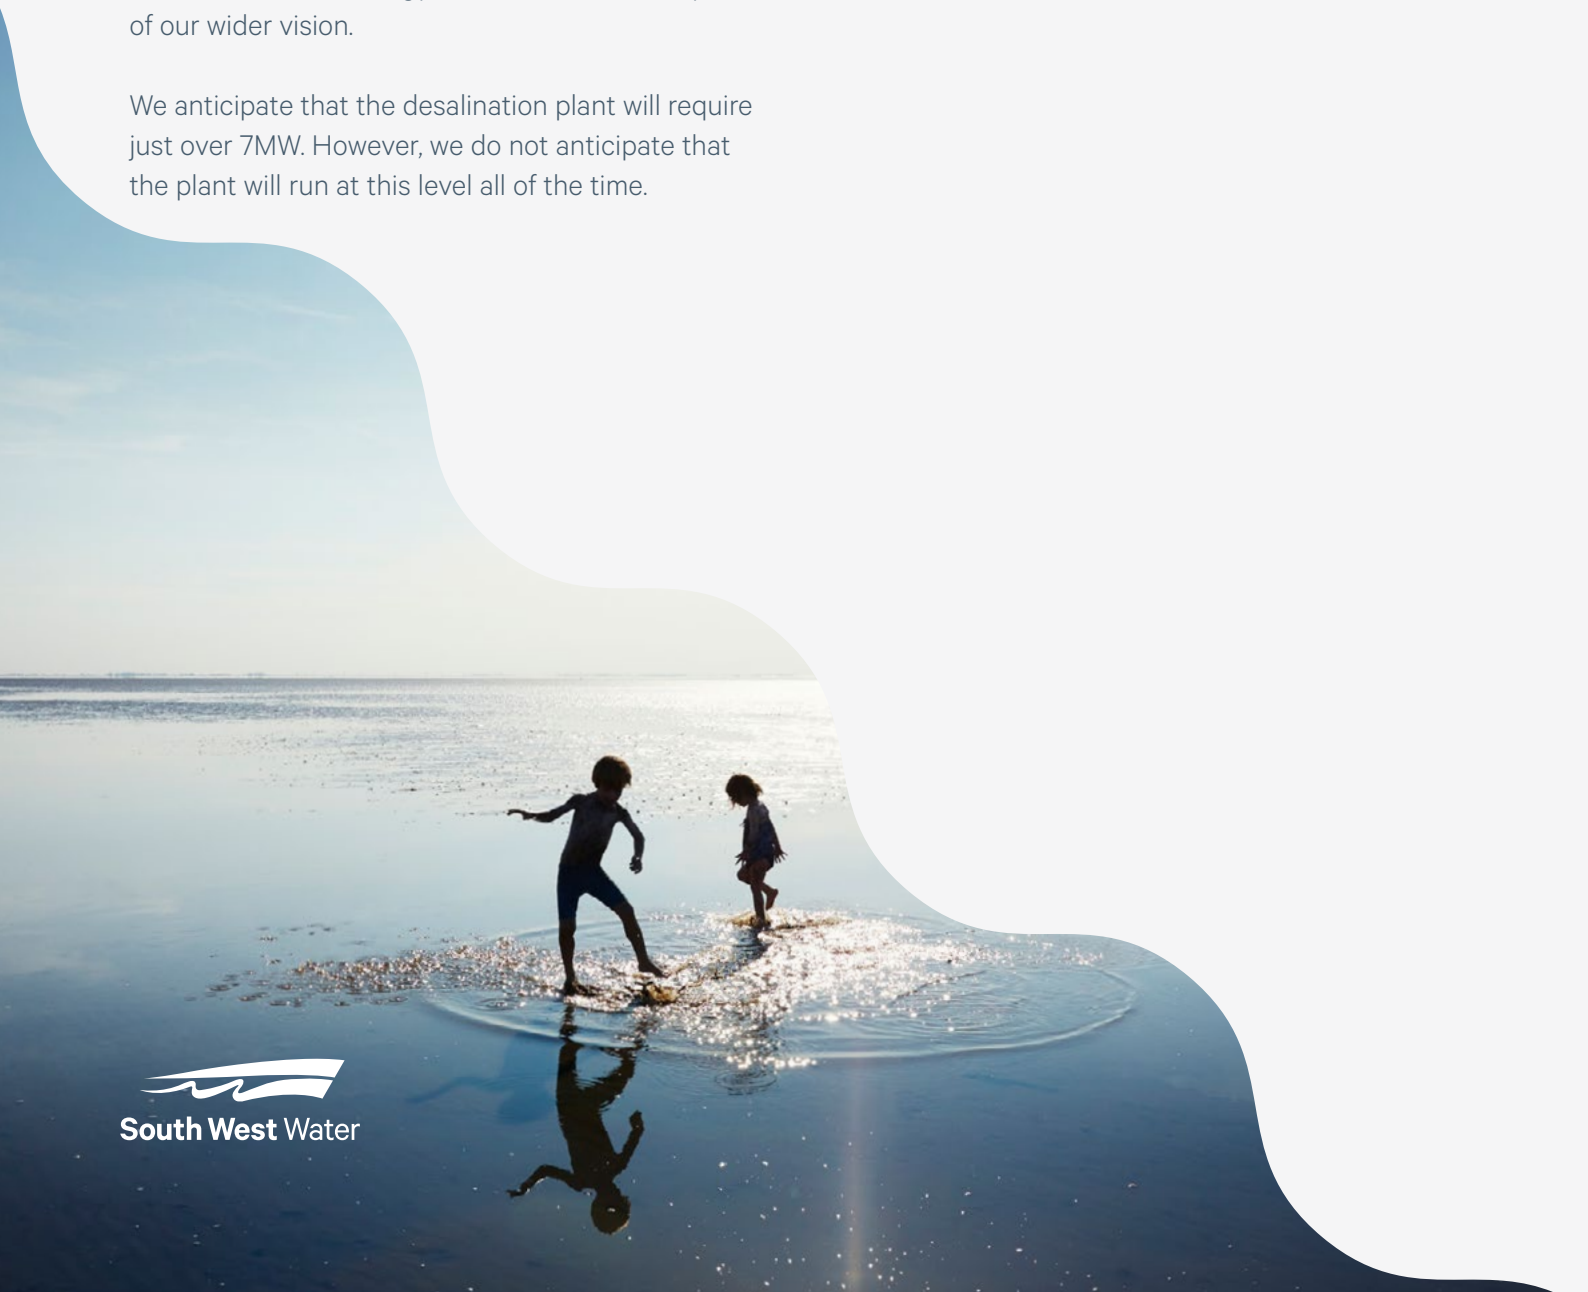 of our wider vision.
We anticipate that the desalination plant will require
just over 7MW. However, we do not anticipate that
the plant will run at this level all of the time.
South West Water